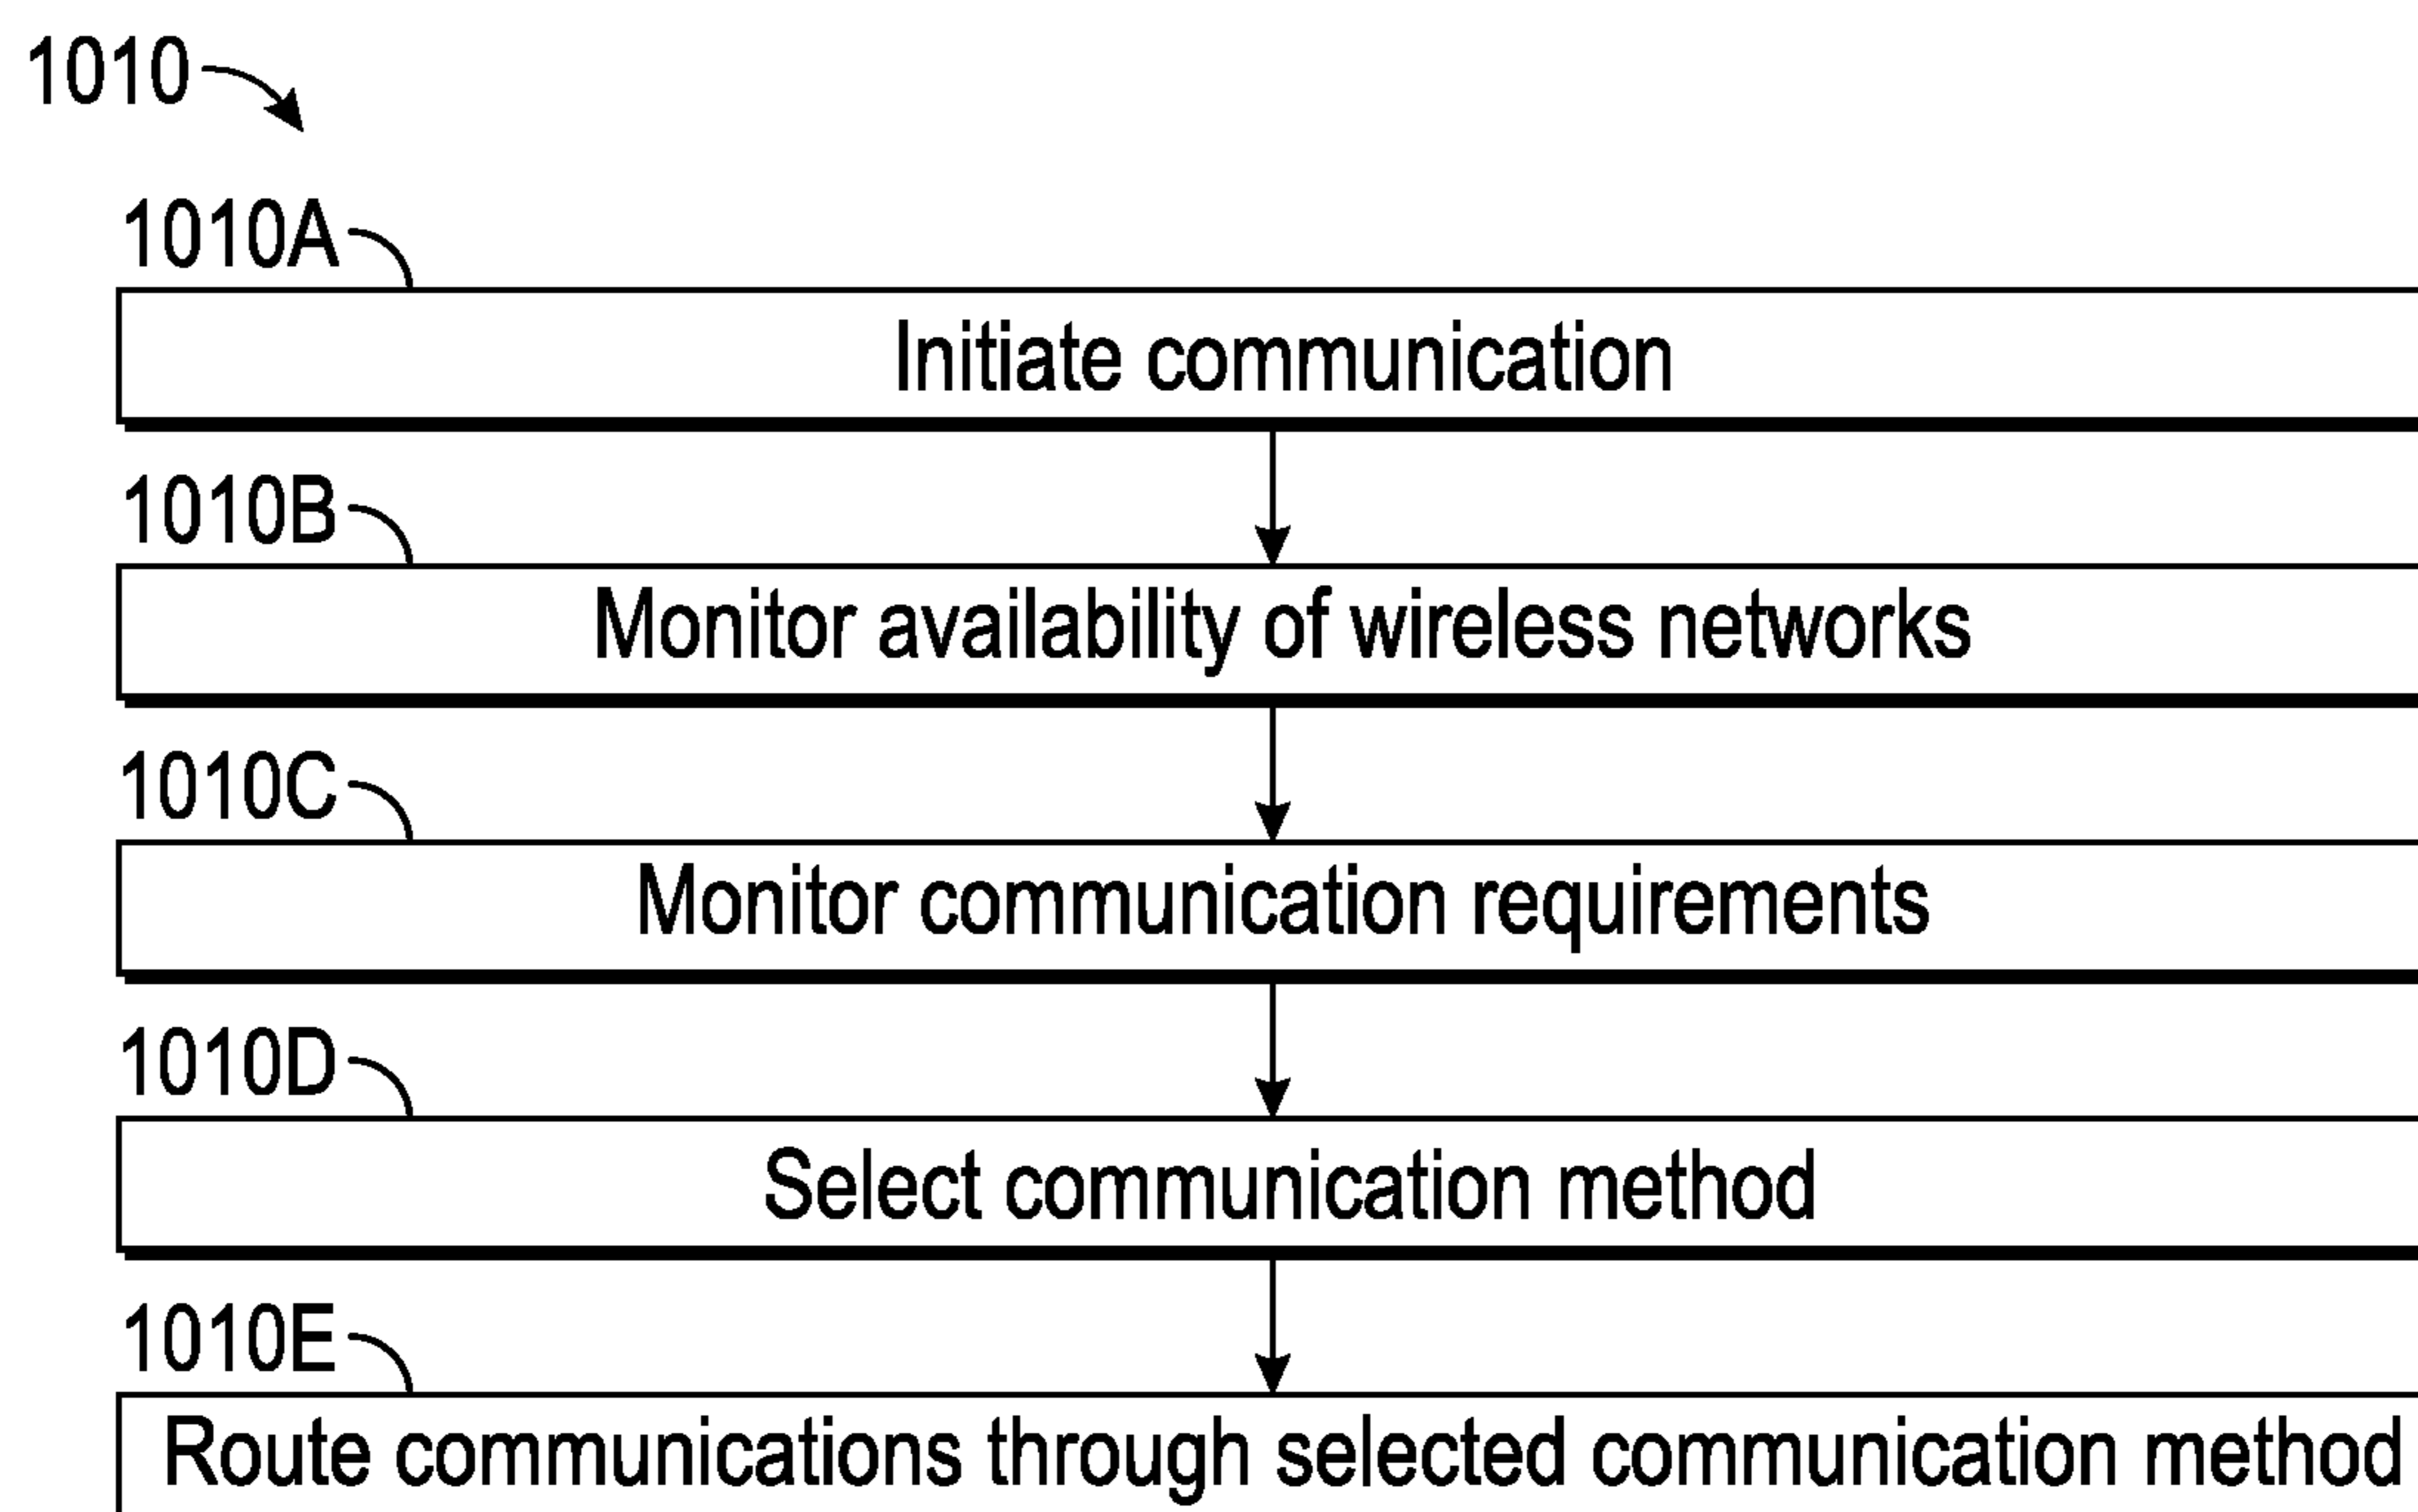 1010
1010A
Initiate communication
1010B
Monitor availability of wireless networks
1010C
Monitor communication requirements
1010D
Select communication method
1010E
Route communications through selected communication method